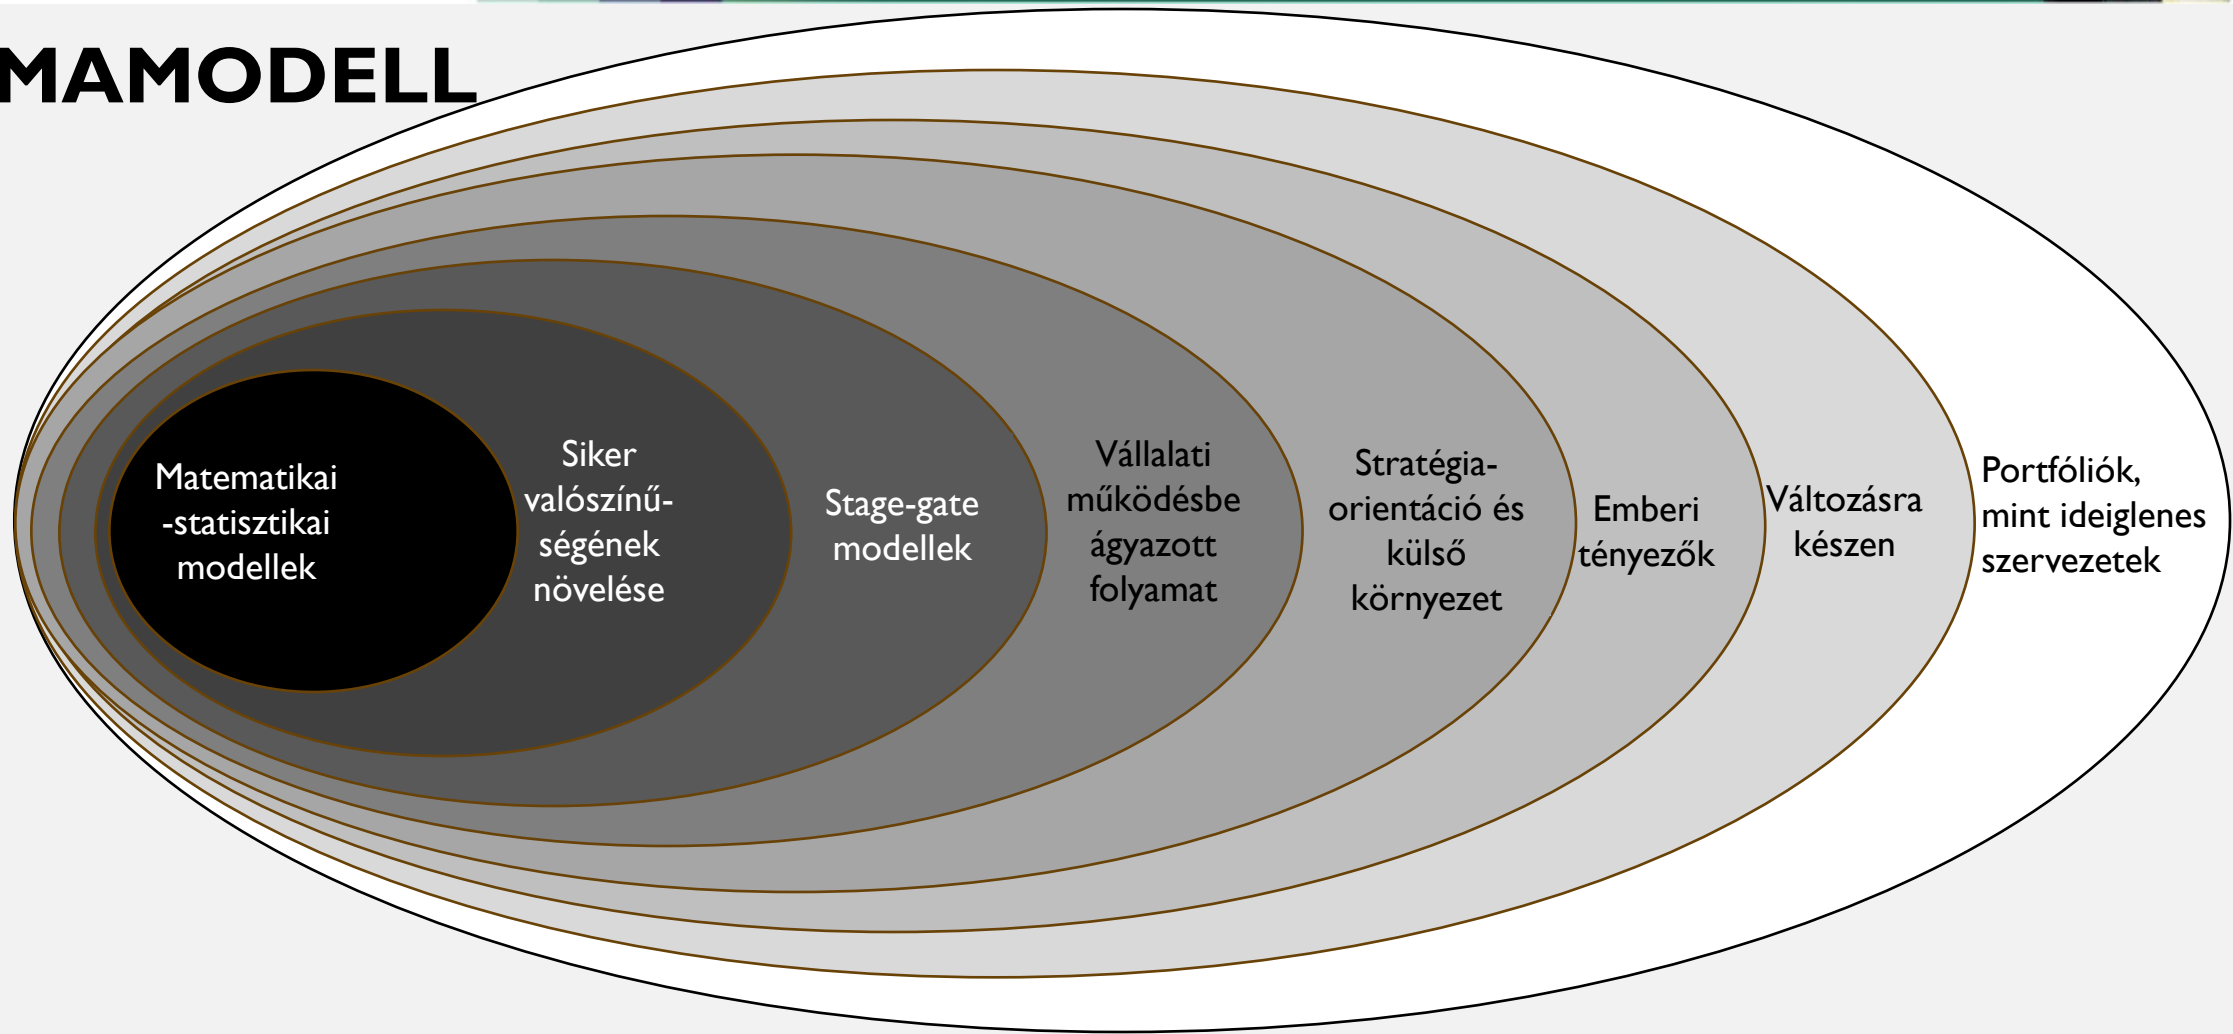 MAMODELL
Matematikai
-statisztikai
modellek
Siker
valószínű-
ségének
növelése
Stage-gate
modellek
Vállalati
működésbe
ágyazott
folyamat
Stratégia-
orientáció és
külső
környezet
Emberi
tényezők
Változásra
készen
Portfóliók,
mint ideiglenes
szervezetek